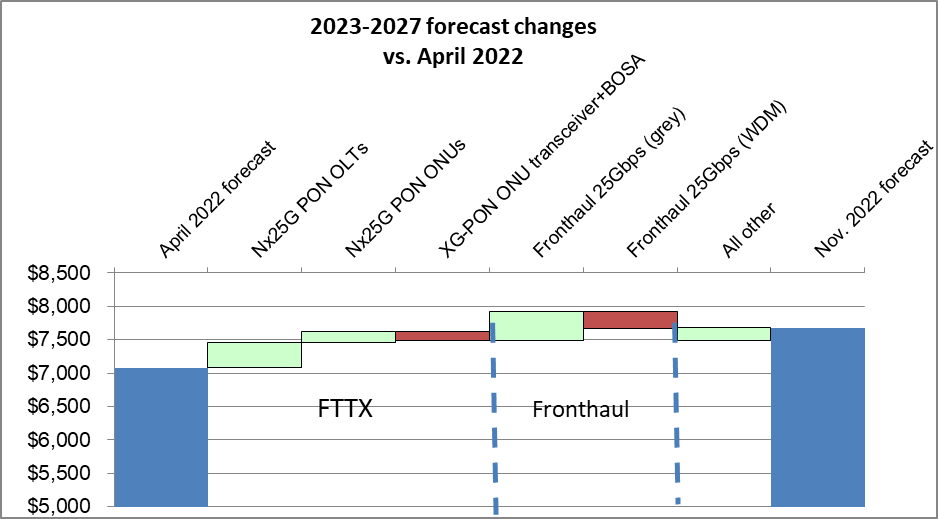 2023-2027 forecast changes
vs. April 2022
April 2022 forecast
Nx25G PON OLTs
Nx25G PON ONUs
XG-PON ONU transceiver+BOSA
Fronthaul 25Gbps (grey)
Fronthaul 25Gbps (WDM)
All other
Nov. 2022 forecast
$8,500
$8,000
$7,500
$7,000
$6,500
$6,000
$5,500
$5,000
FTTX
Fronthaul